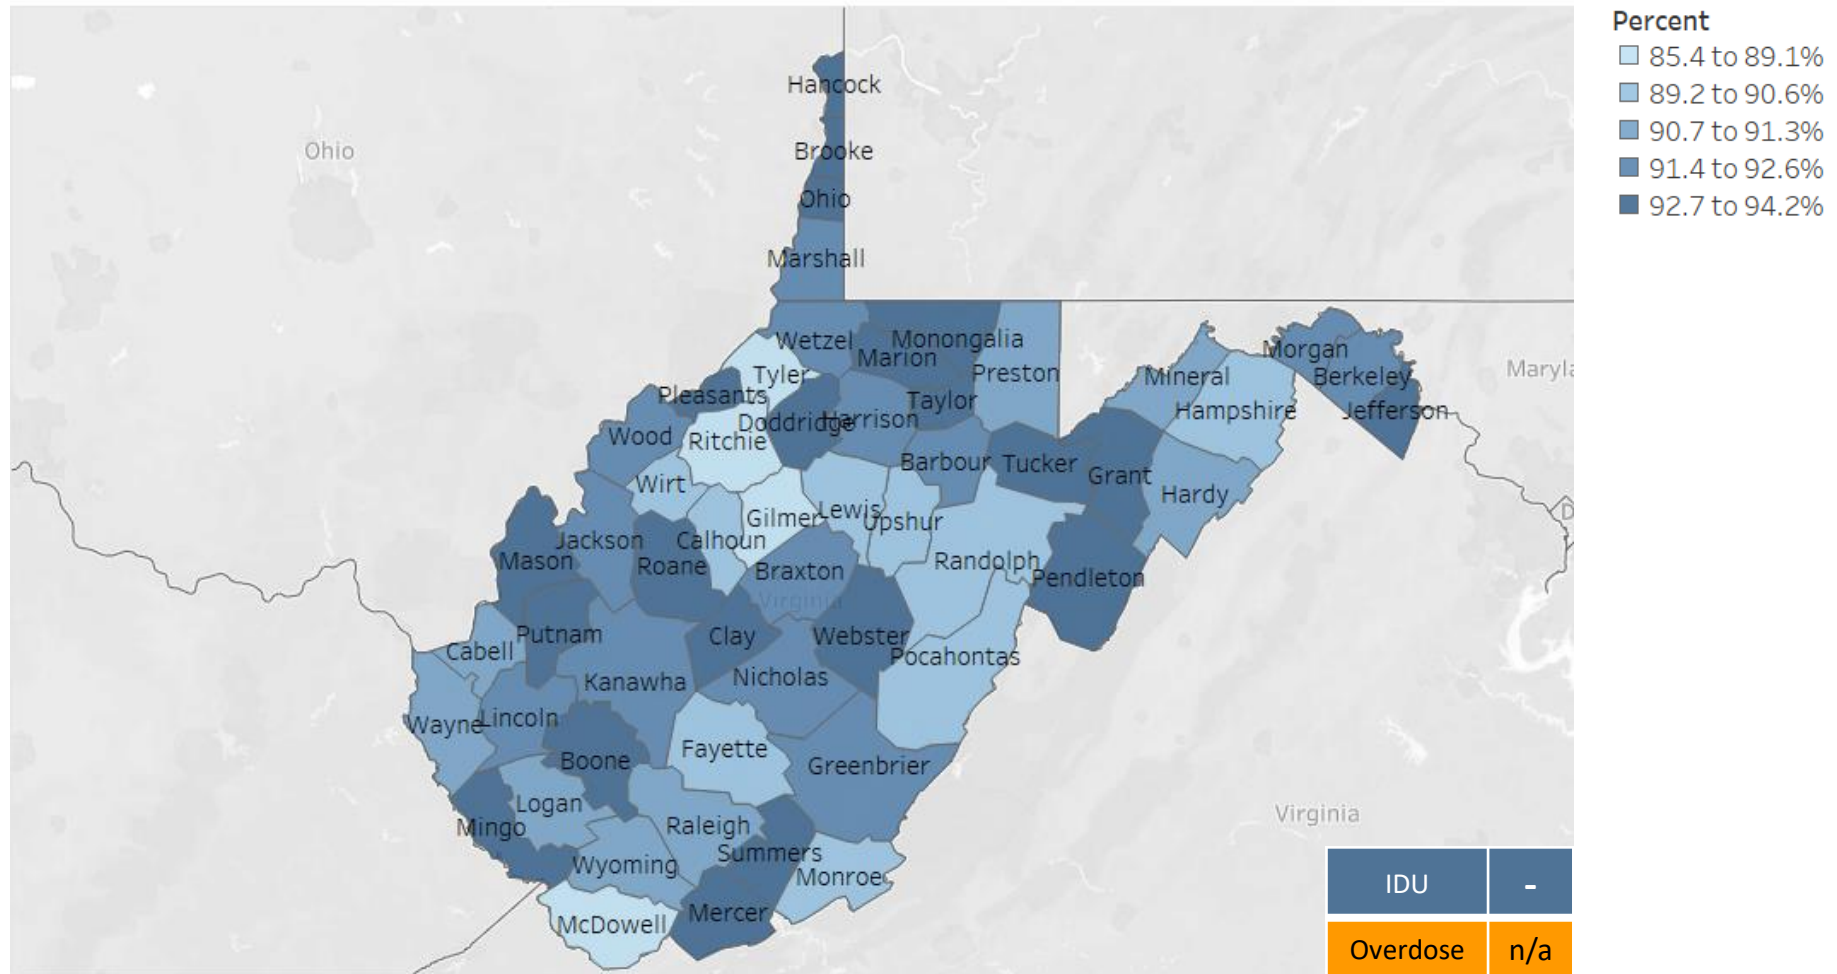 Percent
85.4 to 89.1%
89.2 to 90.6%
90.7 to 91.3%
91.4 to 92.6%
92.7 to 94.2%
Hancock
Ohio
Brooke
Ohio
Marshall
Wetzel
Monongalia
Marion
Preston
Tyler
Pleasants
Taylor
Doddridge
Harrison
Wood
Ritchie
Morgan
Berkeley
Jefferson
Mineral
Hampshire
Maryla
Barbour
Tucker
Grant
Hardy
Wirt
Gilmer
Lewis
Upshur
Calhoun
Jackson
Mason
Roane
Braxton
Randolph
Pendleton
Virginia
D
Putnam
Clay
Webster
Cabell
Pocahontas
Kanawha
Nicholas
Wayne
Lincoln
Fayette
Boone
Greenbrier
Logan
Mingo
Raleigh
Summers
Wyoming
Monroe
Mercer
McDowell
Virginia
IDU -
Overdose n/a